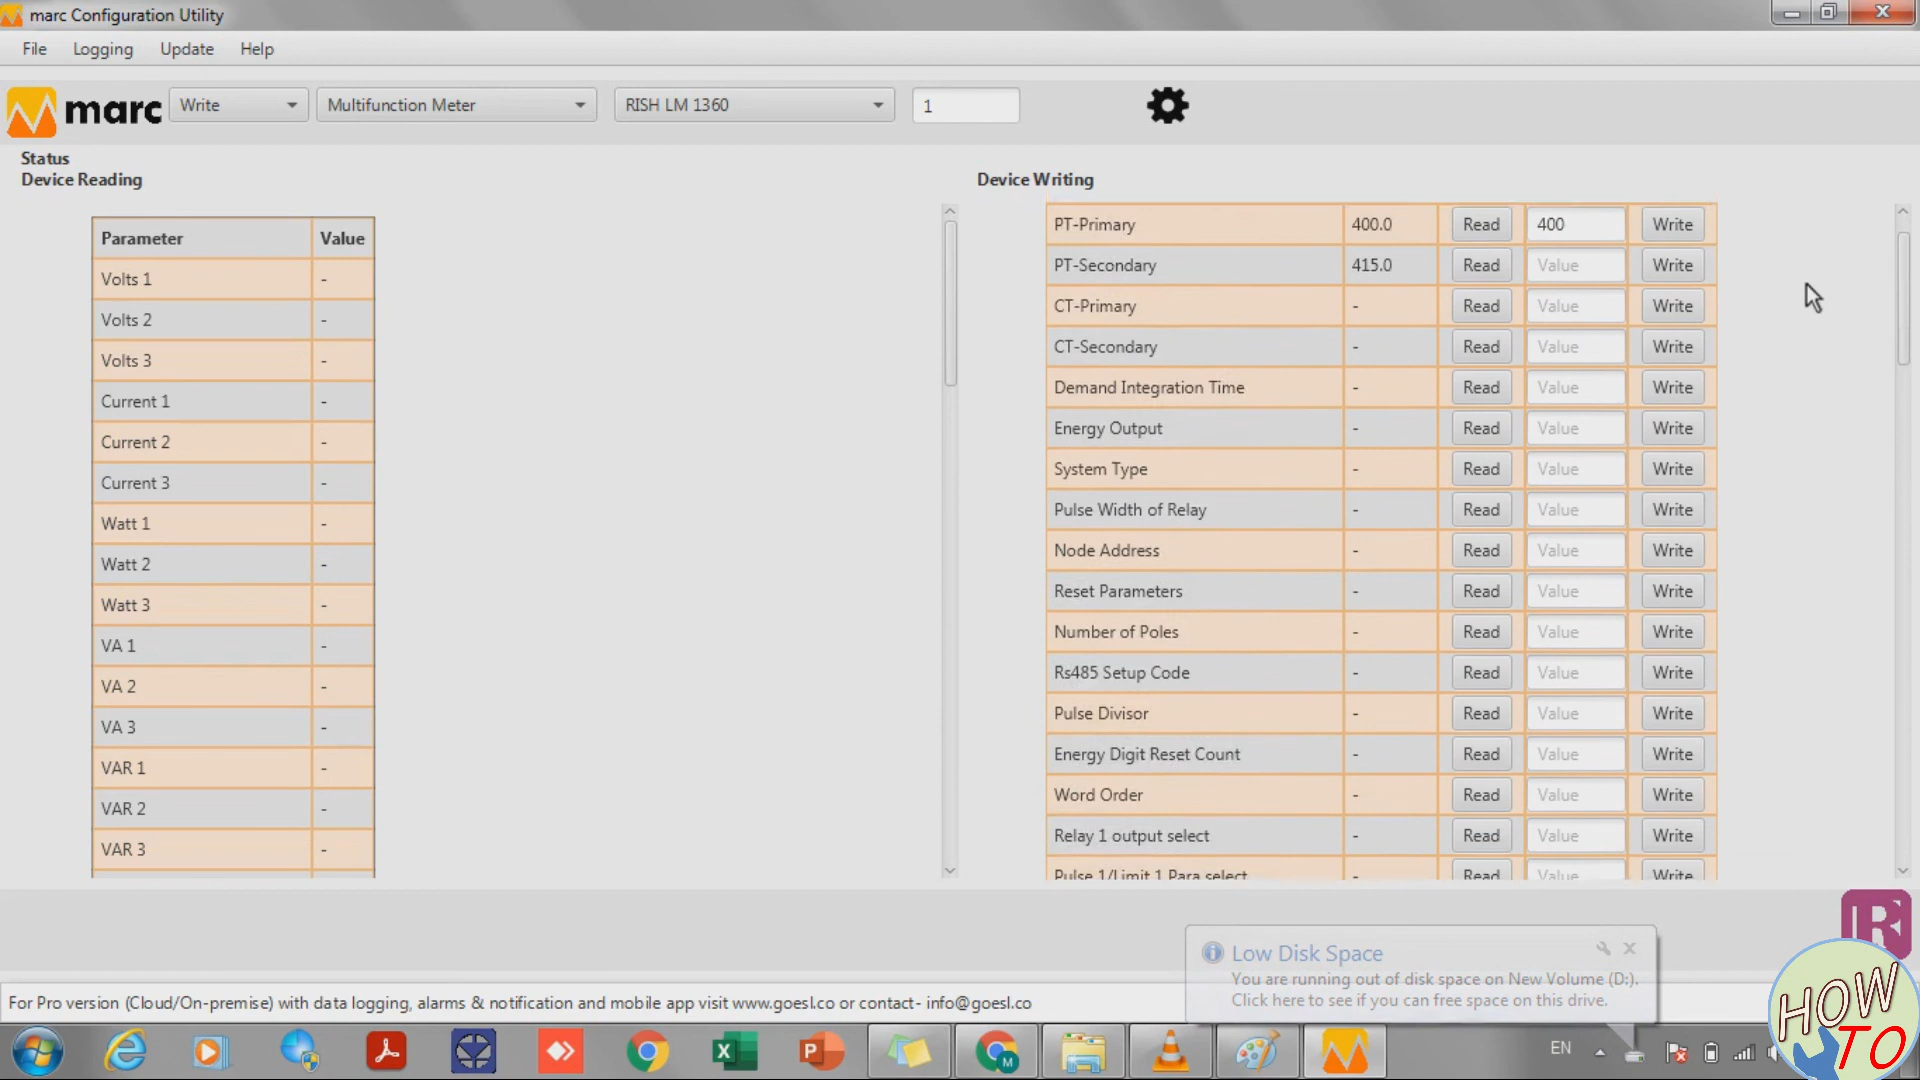 marc Configuration Utility
File Logging Update Help
marc Write Multifunction Meter RISH LM 1360 1
Status
Device Reading
Device Writing
Parameter Value
Volts 1 -
Volts 2 -
Volts 3 -
Current 1 -
Current 2 -
Current 3 -
Watt 1 -
Watt 2 -
Watt 3 -
VA 1 -
VA 2 -
VA 3 -
VAR 1 -
VAR 2 -
VAR 3 -
PT-Primary 400.0 Read 400 Write
PT-Secondary 415.0 Read Value Write
CT-Primary - Read Value Write
CT-Secondary - Read Value Write
Demand Integration Time - Read Value Write
Energy Output - Read Value Write
System Type - Read Value Write
Pulse Width of Relay - Read Value Write
Node Address - Read Value Write
Reset Parameters - Read Value Write
Number of Poles - Read Value Write
Rs485 Setup Code - Read Value Write
Pulse Divisor - Read Value Write
Energy Digit Reset Count - Read Value Write
Word Order - Read Value Write
Relay 1 output select - Read Value Write
Pulse 1/Limit 1 Para select - Read Value Write
Low Disk Space
You are running out of disk space on New Volume (D:).
Click here to see if you can free space on this drive.
For Pro version (Cloud/On-premise) with data logging, alarms & notification and mobile app visit www.goesl.co or contact- info@goesl.co
EN
HOW
TO